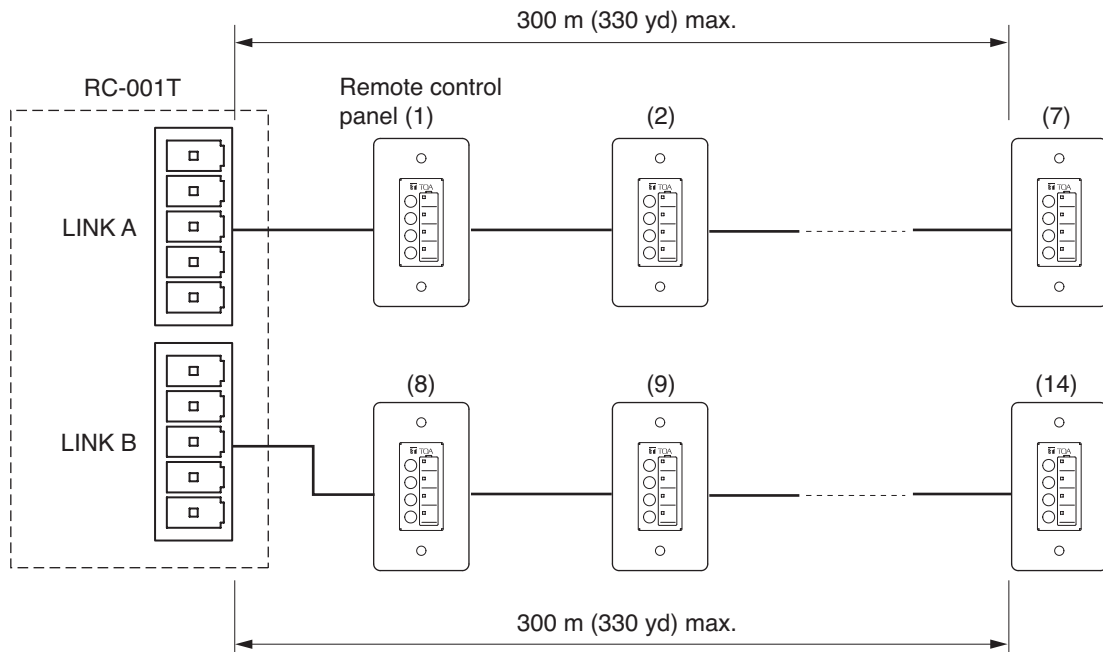 300 m (330 yd) max.
RC-001T
Remote control
panel (1)
(2)
(7)
TOA
TOA
TOA
LINK A
(8)
(9)
(14)
LINK B
TOA
TOA
TOA
300 m (330 yd) max.